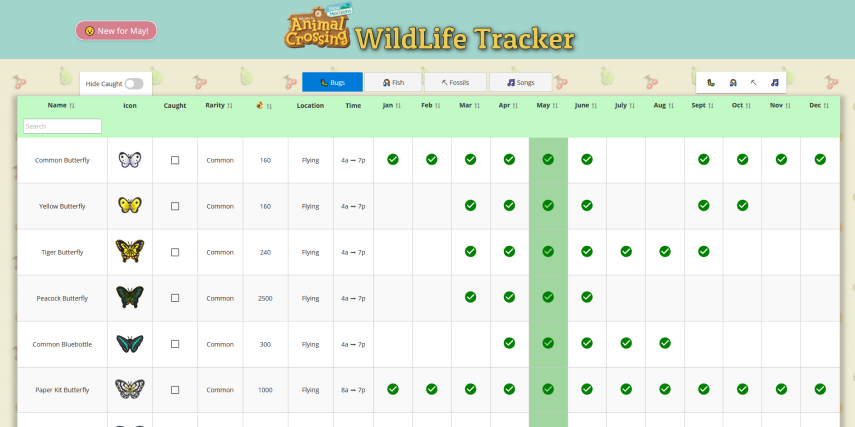 New for May!
Animal Crossing
New Horizons
WildLife Tracker
Hide Caught
Bugs
Fish
Fossils
Songs
Name Icon Caught Rarity Location Time Jan Feb Mar Apr May June July Aug Sept Oct Nov Dec
Search
Common Butterfly Common 160 Flying 4a ➞ 7p
Yellow Butterfly Common 160 Flying 4a ➞ 7p
Tiger Butterfly Common 240 Flying 4a ➞ 7p
Peacock Butterfly Common 2500 Flying 4a ➞ 7p
Common Bluebottle Common 300 Flying 4a ➞ 7p
Paper Kit Butterfly Common 1000 Flying 8a ➞ 7p